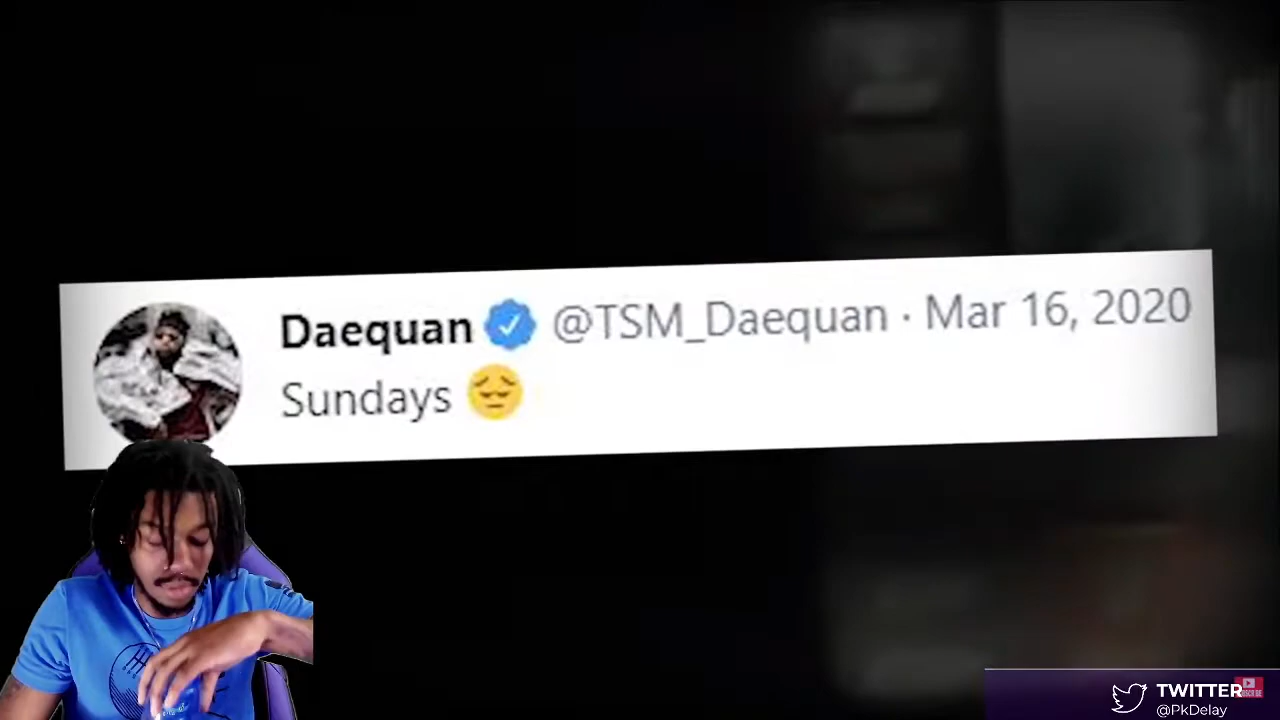 Daequan @TSM_Daequan · Mar 16, 2020
Sundays 😔
TWITTER
@PkDelay